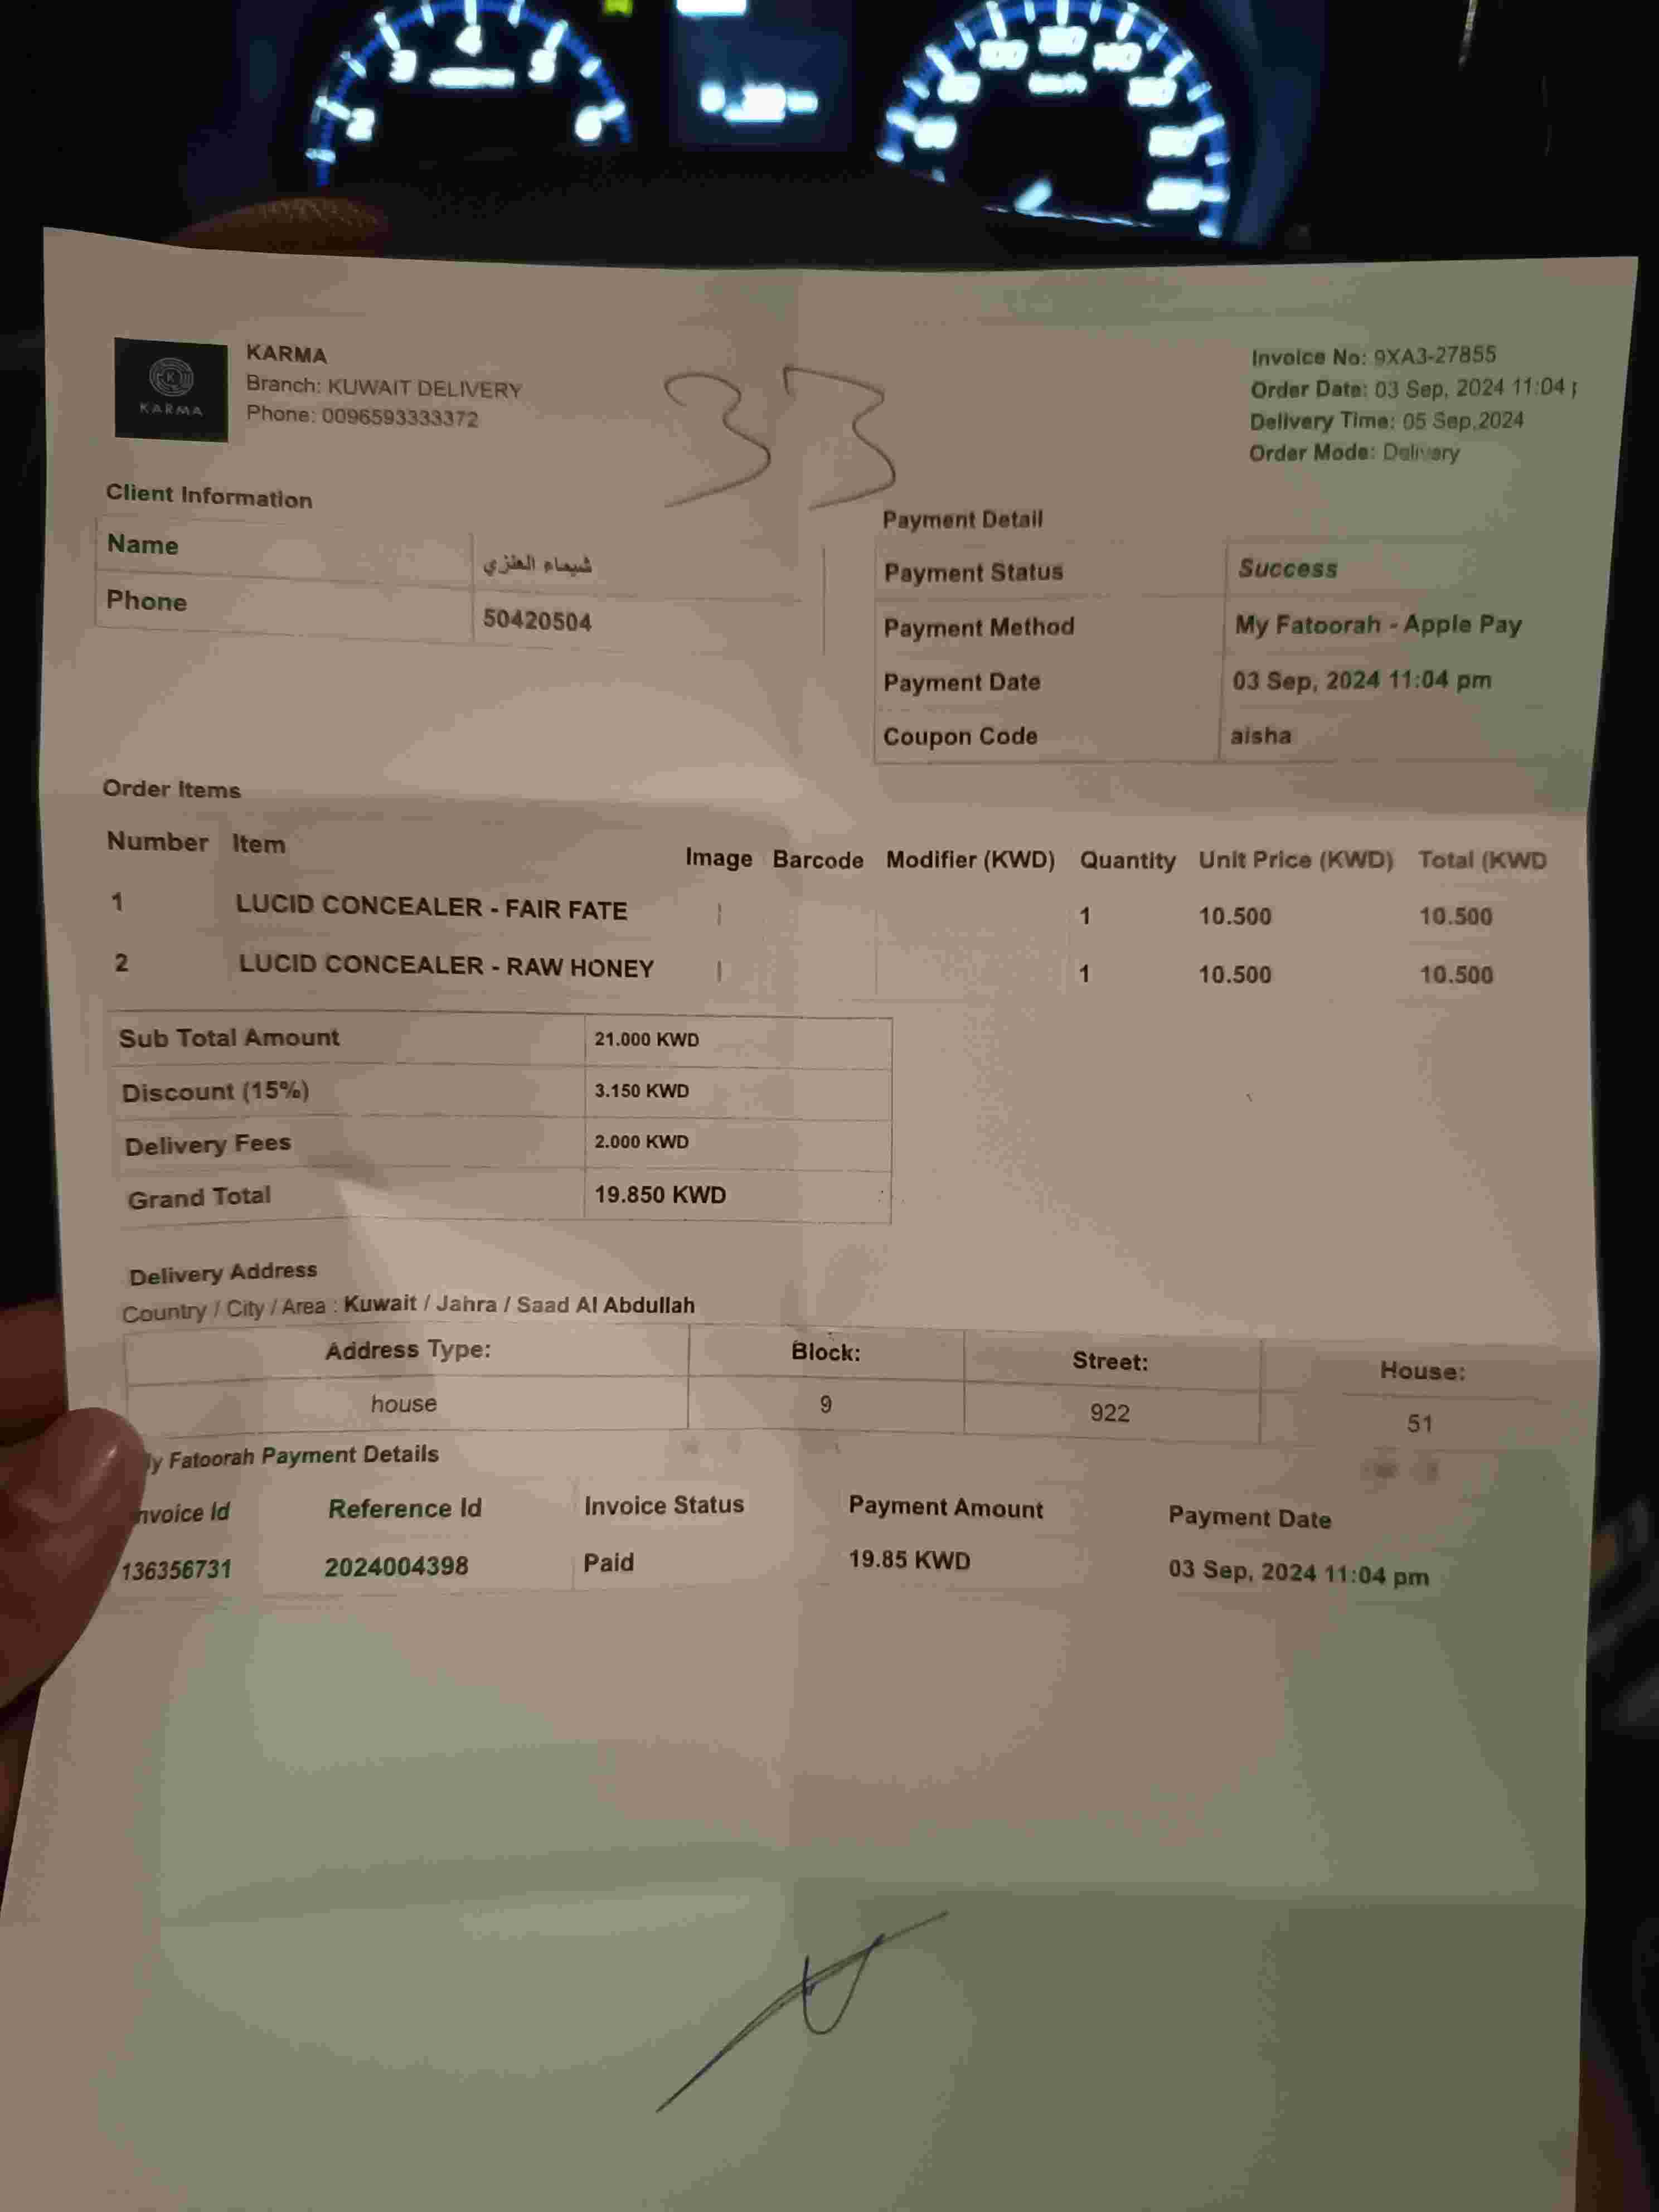 3
4
5
2
6
KARMA
KARMA
Branch: KUWAIT DELIVERY
Phone: 0096593333372
33
Invoice No: 9XA3-27855
Order Date: 03 Sep, 2024 11:04
Delivery Time: 05 Sep,2024
Order Mode: Delivery
Client Information
Name شيماء العنزي
Phone 50420504
Payment Detail
Payment Status Success
Payment Method My Fatoorah - Apple Pay
Payment Date 03 Sep, 2024 11:04 pm
Coupon Code aisha
Order Items
Number Item Image Barcode Modifier (KWD) Quantity Unit Price (KWD) Total (KWD
1 LUCID CONCEALER - FAIR FATE 1 10.500 10.500
2 LUCID CONCEALER - RAW HONEY 1 10.500 10.500
Sub Total Amount 21.000 KWD
Discount (15%) 3.150 KWD
Delivery Fees 2.000 KWD
Grand Total 19.850 KWD
Delivery Address
Country / City / Area : Kuwait / Jahra / Saad Al Abdullah
Address Type: Block: Street: House:
house 9 922 51
y Fatoorah Payment Details
nvoice Id Reference Id Invoice Status Payment Amount Payment Date
136356731 2024004398 Paid 19.85 KWD 03 Sep, 2024 11:04 pm